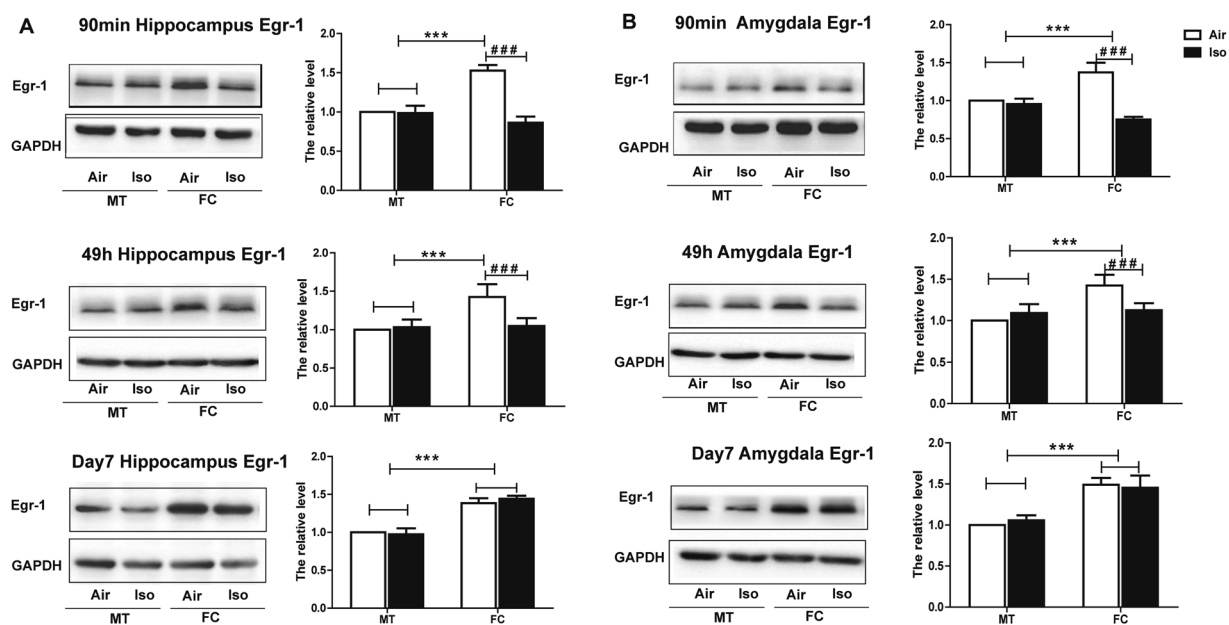 A
90min Hippocampus Egr-1
Egr-1
GAPDH
Air Iso Air Iso
MT FC
The relative level
2.0
1.5
1.0
0.5
0.0
***
###
MT FC
49h Hippocampus Egr-1
Egr-1
GAPDH
Air Iso Air Iso
MT FC
The relative level
2.0
1.5
1.0
0.5
0.0
***
###
MT FC
Day7 Hippocampus Egr-1
Egr-1
GAPDH
Air Iso Air Iso
MT FC
The relative level
2.0
1.5
1.0
0.5
0.0
***
MT FC
B
90min Amygdala Egr-1
Egr-1
GAPDH
Air Iso Air Iso
MT FC
The relative level
2.0
1.5
1.0
0.5
0.0
***
###
MT FC
Air
Iso
49h Amygdala Egr-1
Egr-1
GAPDH
Air Iso Air Iso
MT FC
The relative level
2.0
1.5
1.0
0.5
0.0
***
###
MT FC
Day7 Amygdala Egr-1
Egr-1
GAPDH
Air Iso Air Iso
MT FC
The relative level
2.0
1.5
1.0
0.5
0.0
***
MT FC